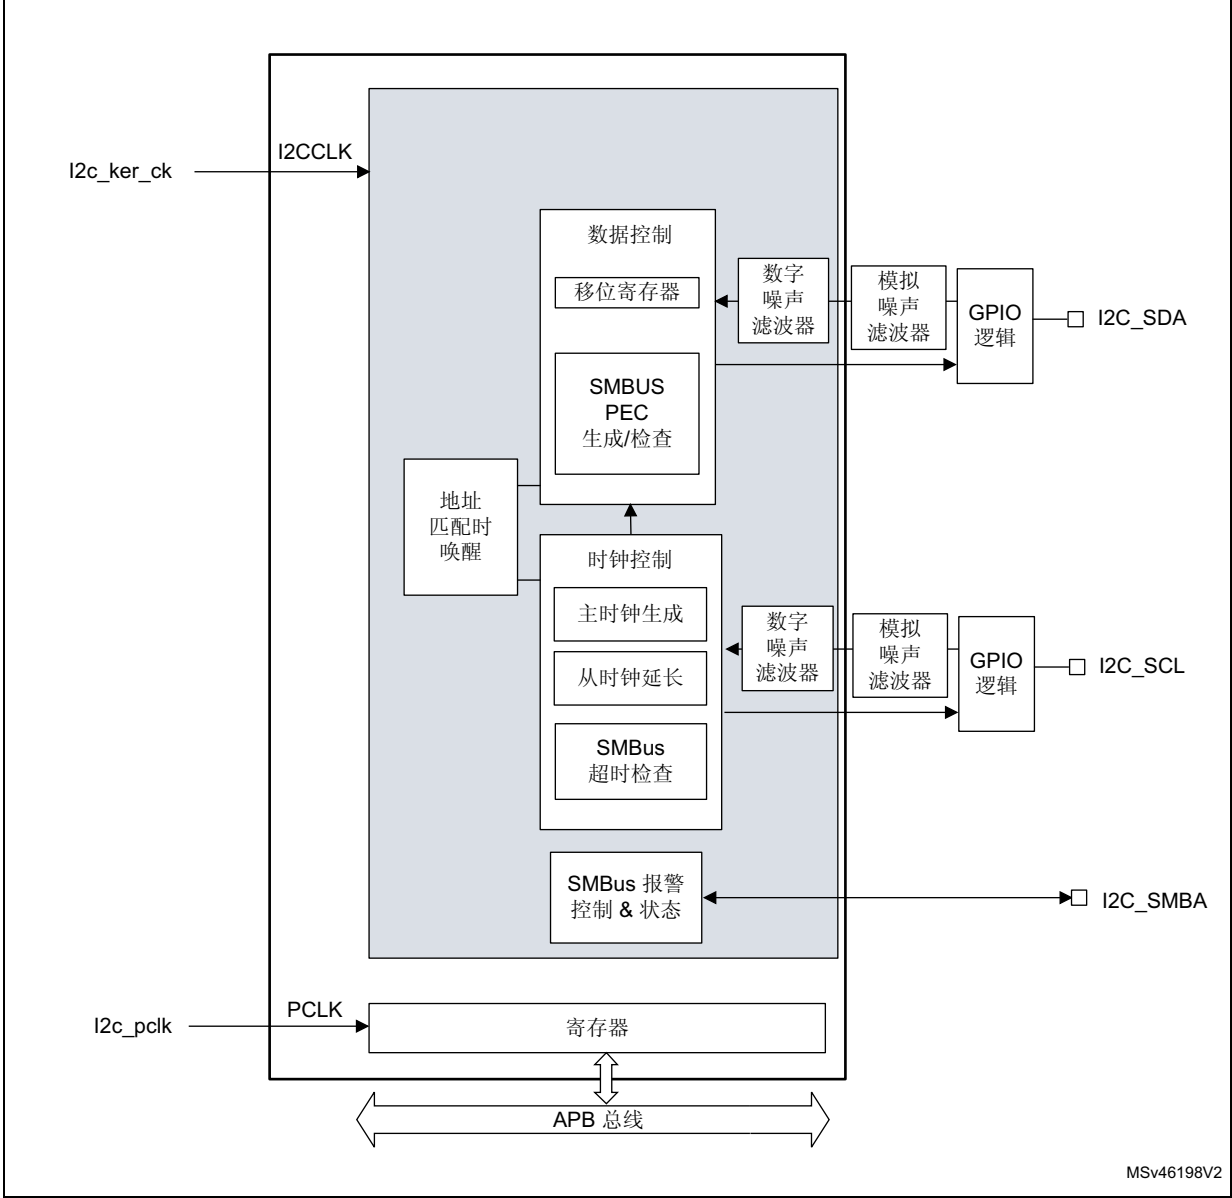 I2CCLK
I2c_ker_ck
数据控制
移位寄存器
数字
噪声
滤波器
模拟
噪声
滤波器
GPIO
逻辑
I2C_SDA
SMBUS
PEC
生成/检查
地址
匹配时
唤醒
时钟控制
主时钟生成
从时钟延长
SMBus
超时检查
数字
噪声
滤波器
模拟
噪声
滤波器
GPIO
逻辑
I2C_SCL
SMBus 报警
控制 & 状态
I2C_SMBA
PCLK
I2c_pclk
寄存器
APB 总线
MSv46198V2